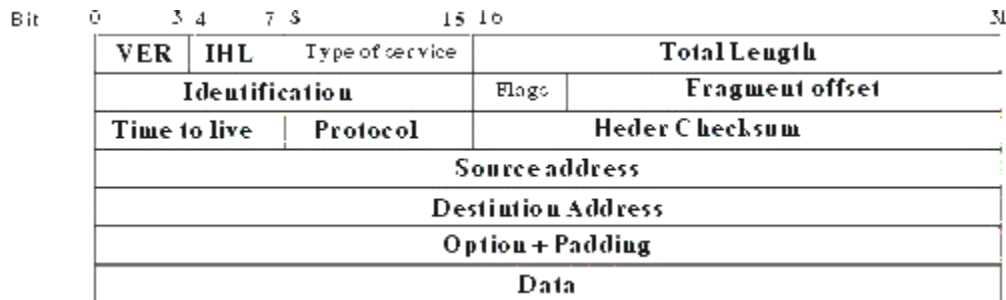 Bit 0 3 4 7 8 15 16 31
VER IHL Type of service Total Length
Identification Flags Fragment offset
Time to live Protocol Heder Checksum
Source address
Destintion Address
Option + Padding
Data